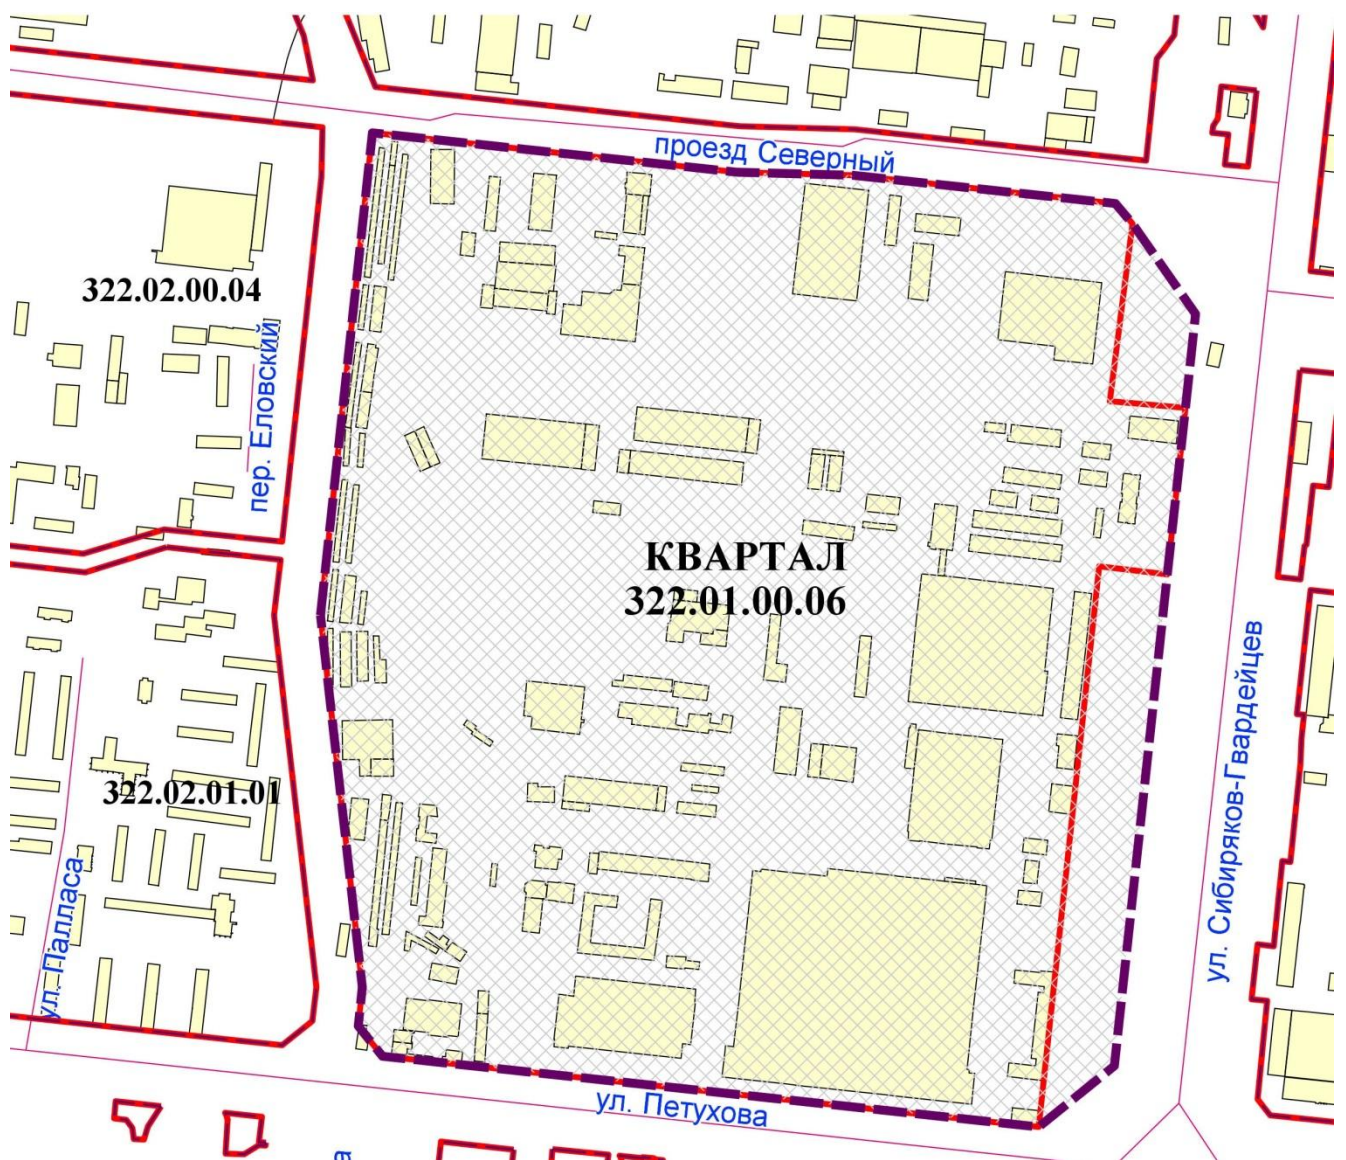 проезд Северный
322.02.00.04
пер. Еловский
КВАРТАЛ
322.01.00.06
ул. Сибиряков-Гвардейцев
322.02.01.01
ул. Палласа
ул. Петухова